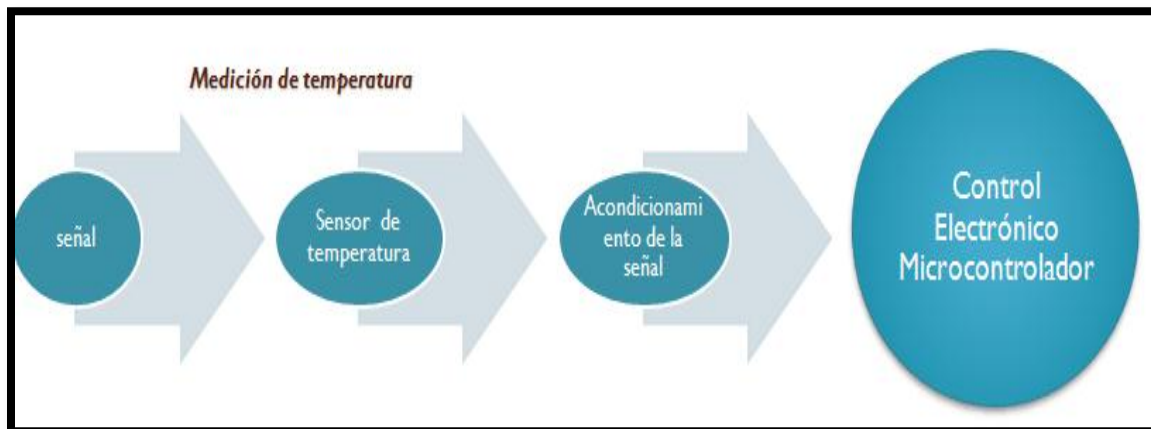 Medición de temperatura
señal
Sensor de
temperatura
Acondicionami
ento de la
señal
Control
Electrónico
Microcontrolador